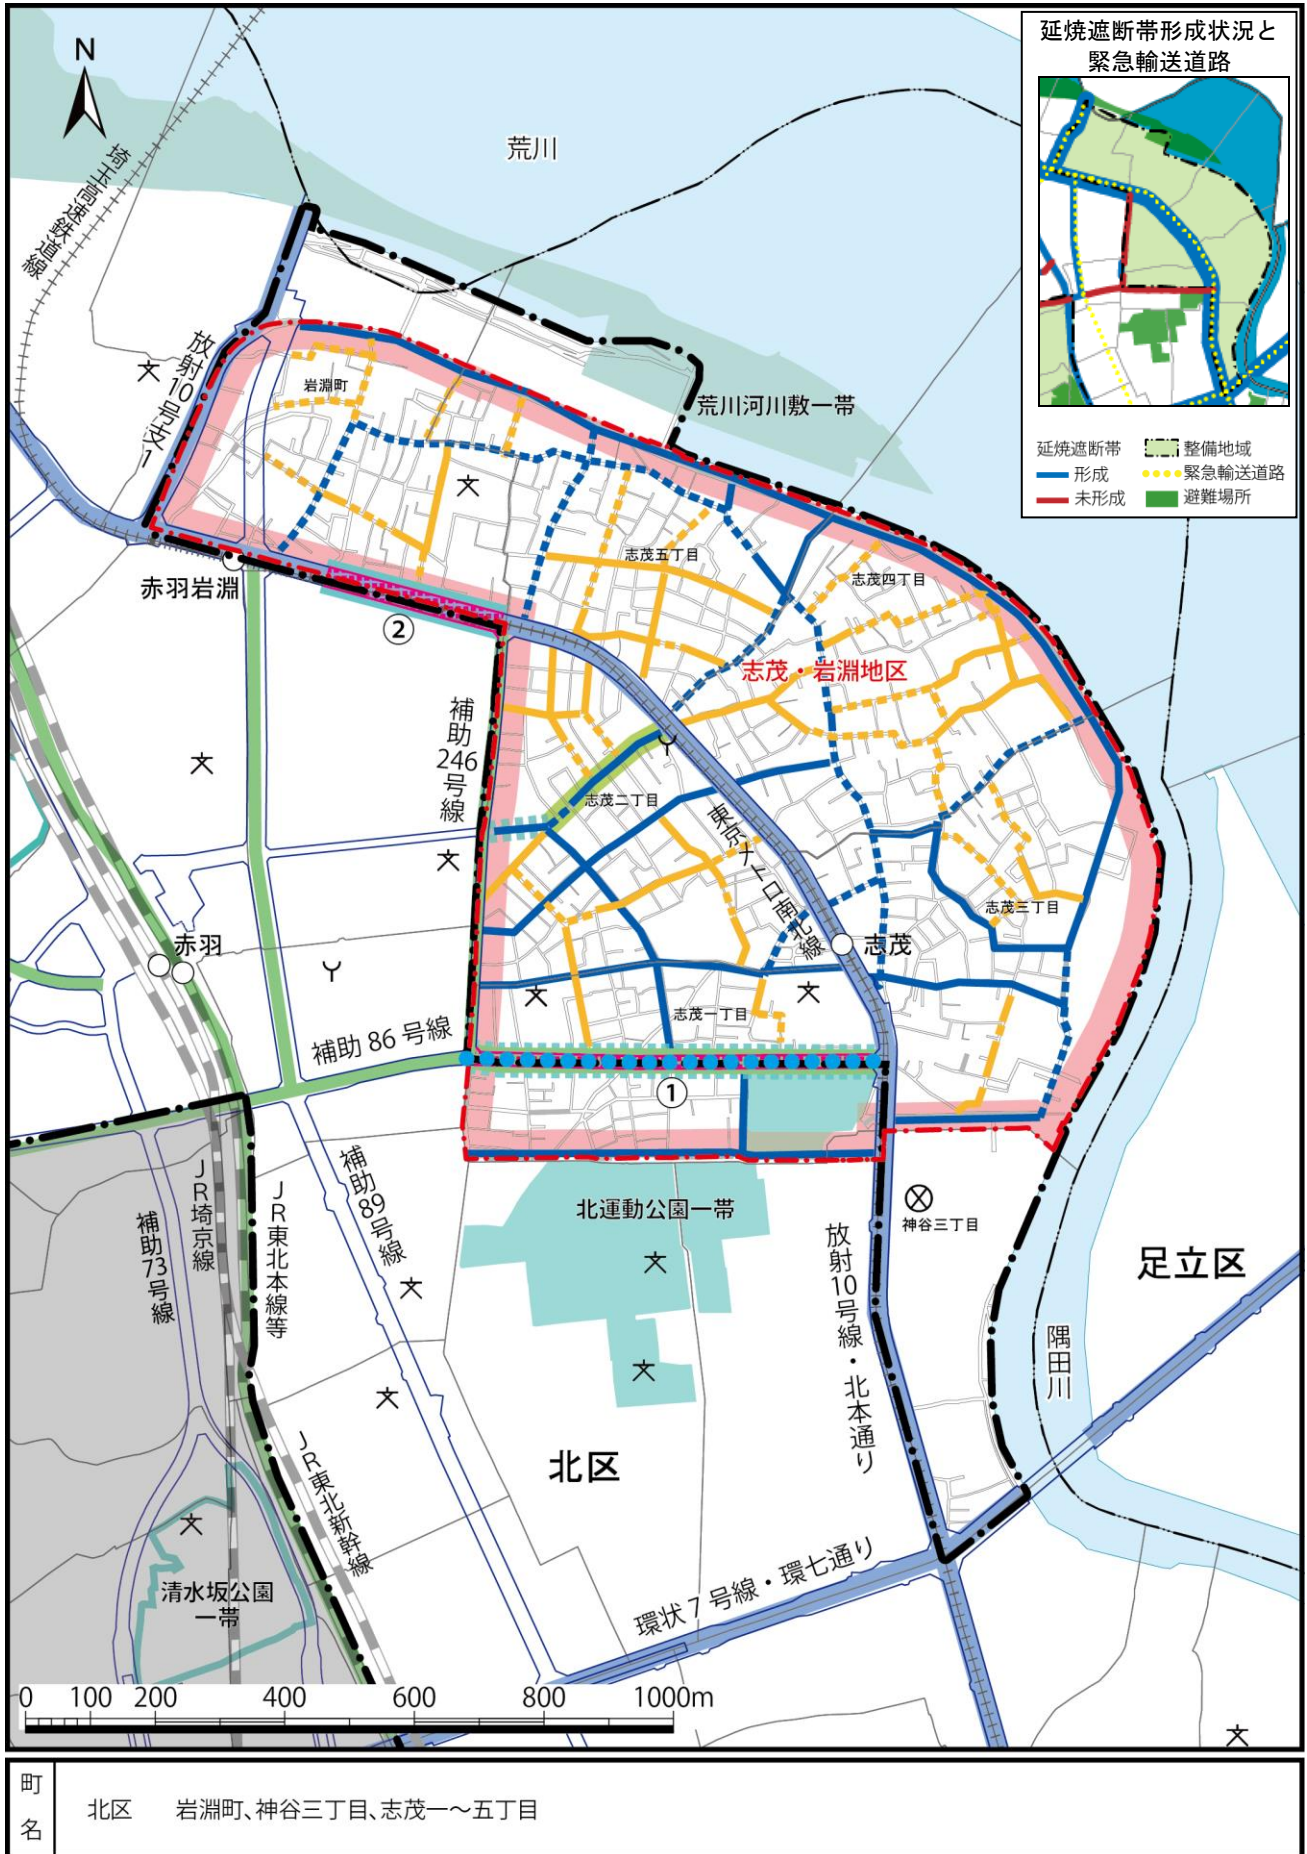 延焼遮断帯形成状況と
緊急輸送道路
延焼遮断帯
形成
未形成
整備地域
緊急輸送道路
避難場所
N
荒川
埼玉高速鉄道線
放射10号支1
岩淵町
荒川河川敷一帯
赤羽岩淵
②
志茂五丁目
志茂四丁目
志茂・岩淵地区
補助246号線
志茂二丁目
東京メトロ南北線
志茂三丁目
赤羽
志茂
志茂一丁目
補助86号線
①
北運動公園一帯
神谷三丁目
補助89号線
補助73号線
JR埼京線
JR東北本線等
放射10号線・北本通り
足立区
隅田川
北区
JR東北新幹線
清水坂公園
一帯
環状7号線・環七通り
0 100 200 400 600 800 1000m
町名
北区 岩淵町、神谷三丁目、志茂一～五丁目